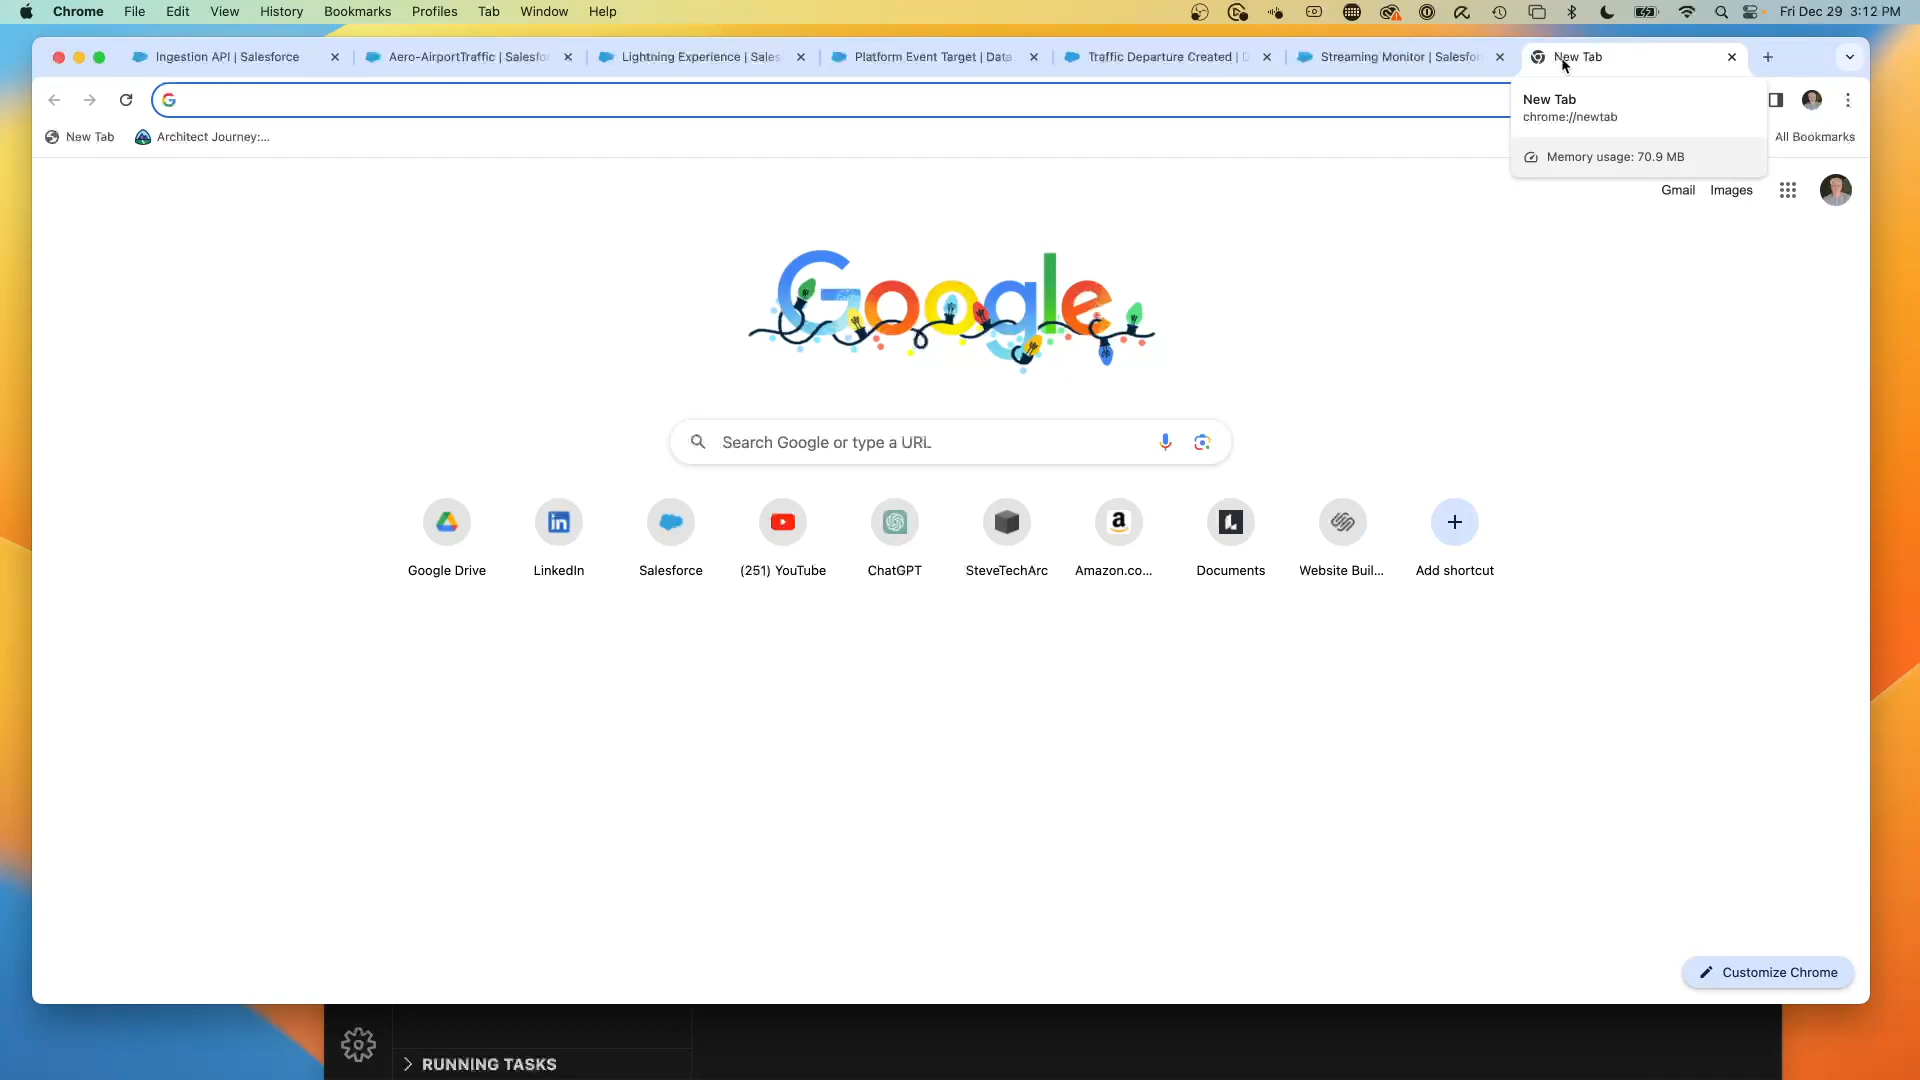 Chrome File Edit View History Bookmarks Profiles Tab Window Help Fri Dec 29 3:12 PM
Ingestion API | Salesforce Aero-AirportTraffic | Salesfo Lightning Experience | Sales Platform Event Target | Data Traffic Departure Created | D Streaming Monitor | Salesfor New Tab
New Tab
chrome://newtab
New Tab Architect Journey:... All Bookmarks
Memory usage: 70.9 MB
Gmail Images
Google
Search Google or type a URL
Google Drive LinkedIn Salesforce (251) YouTube ChatGPT SteveTechArc Amazon.co... Documents Website Buil... Add shortcut
Customize Chrome
RUNNING TASKS